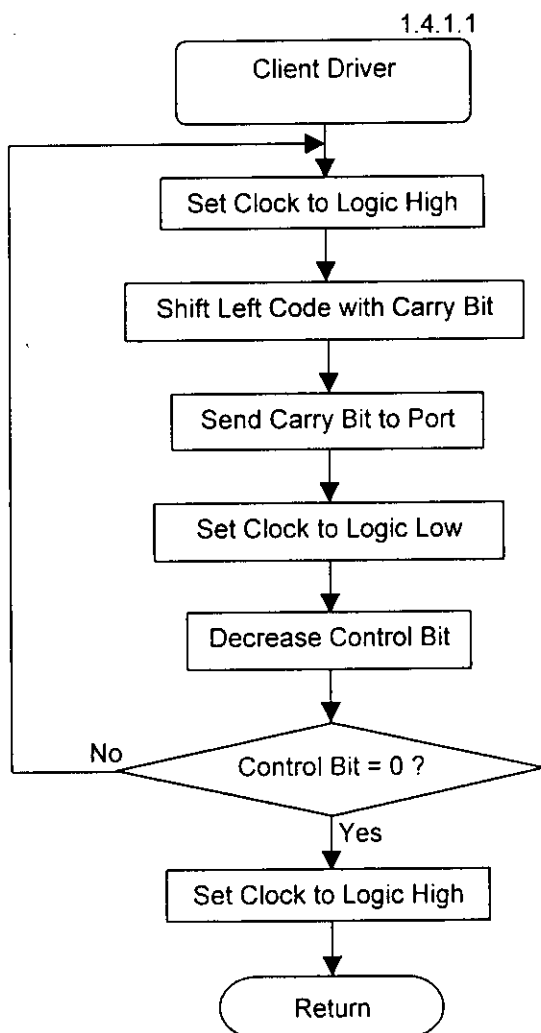 1.4.1.1
Client Driver
Set Clock to Logic High
Shift Left Code with Carry Bit
Send Carry Bit to Port
Set Clock to Logic Low
Decrease Control Bit
No
Control Bit = 0 ?
Yes
Set Clock to Logic High
Return